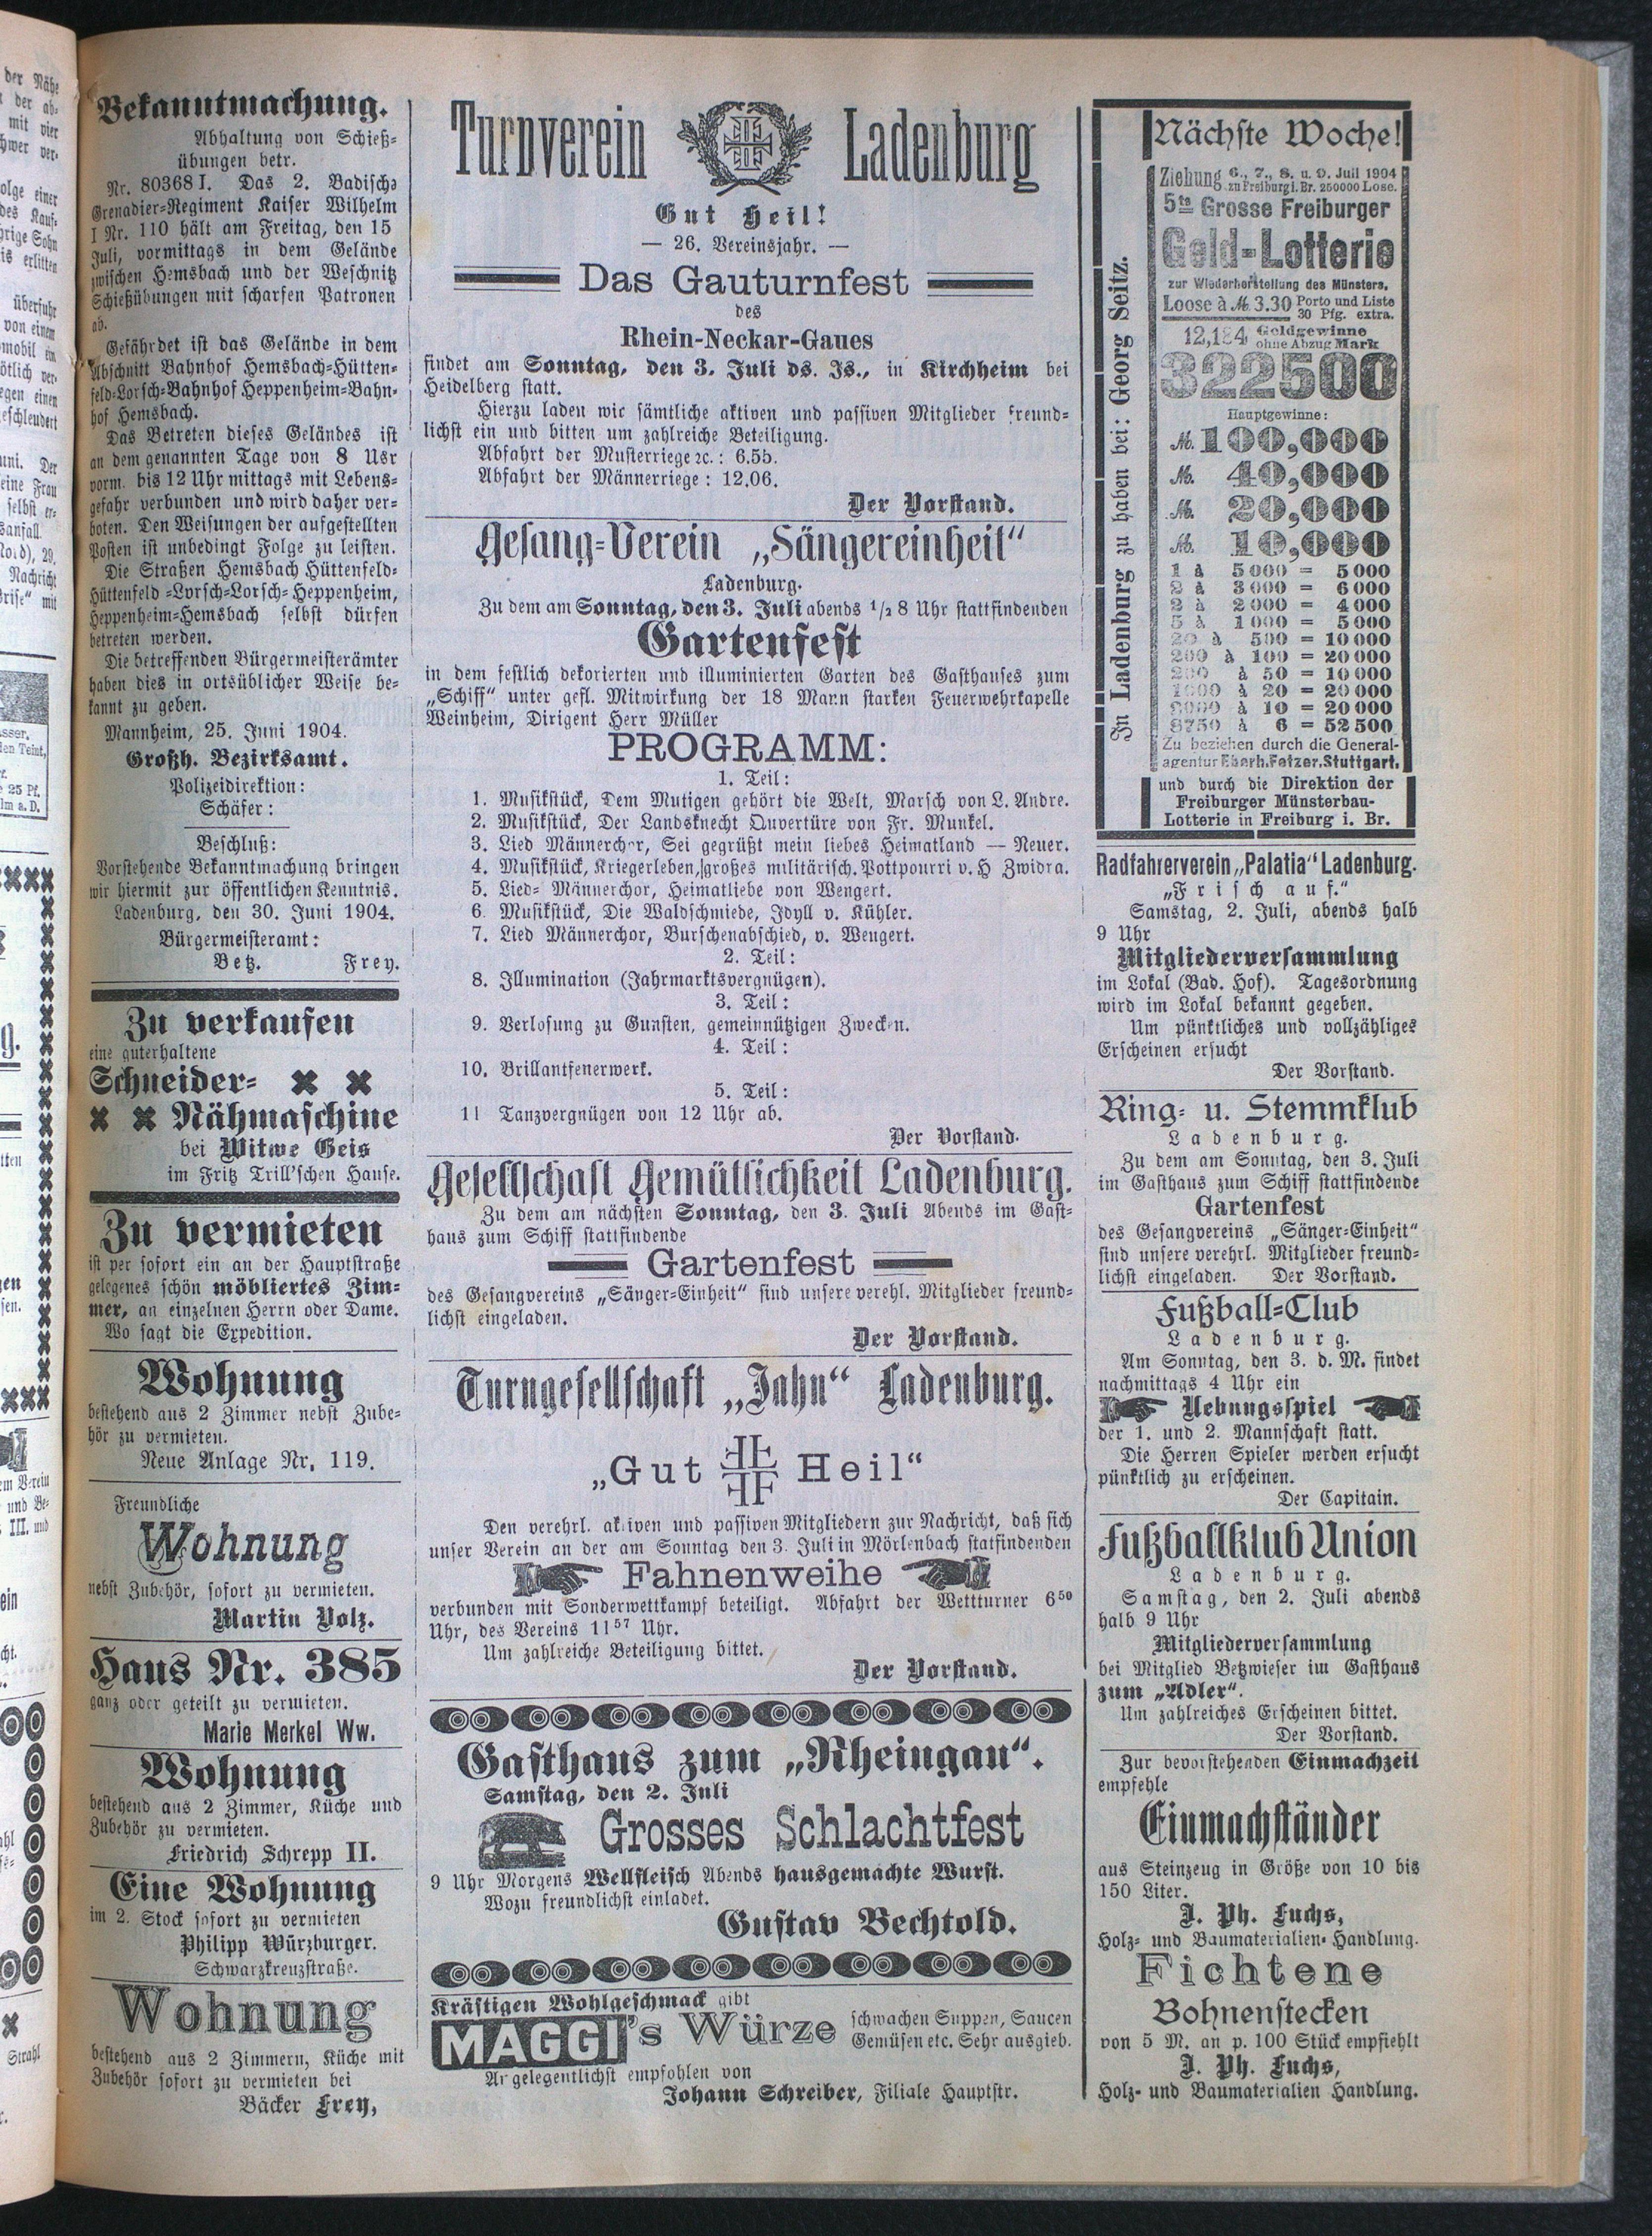 Bekanntmachung.
Abhaltung von Schieß-
übungen betr.
Nr. 80368 I. Das 2. Badische
Grenadier-Regiment Kaiser Wilhelm
I Nr. 110 hält am Freitag, den 15
Juli, vormittags in dem Gelände
zwischen Hemsbach und der Weschnitz
Schießübungen mit scharfen Patronen
ab.
Gefährdet ist das Gelände in dem
Abschnitt Bahnhof Hemsbach-Hütten-
feld-Lorsch-Bahnhof Heppenheim-Bahn-
hof Hemsbach.
Das Betreten dieses Geländes ist
an dem genannten Tage von 8 Usr
vorm. bis 12 Uhr mittags mit Lebens-
gefahr verbunden und wird daher ver-
boten. Den Weisungen der aufgestellten
Posten ist unbedingt Folge zu leisten.
Die Straßen Hemsbach Hüttenfeld-
Hüttenfeld-Lorsch-Lorsch-Heppenheim,
Heppenheim-Hemsbach selbst dürfen
betreten werden.
Die betreffenden Bürgermeisterämter
haben dies in ortsüblicher Weise be-
kannt zu geben.
Mannheim, 25. Juni 1904.
Großh. Bezirksamt.
Polizeidirektion:
Schäfer:
Beschluß:
Vorstehende Bekanntmachung bringen
wir hiermit zur öffentlichen Kenntnis.
Ladenburg, den 30. Juni 1904.
Bürgermeisteramt:
Betz. Frey.
Zu verkaufen
eine guterhaltene
Schneider-
Nähmaschine
bei Witwe Geis
im Fritz Trill'schen Hause.
Zu vermieten
ist per sofort ein an der Hauptstraße
gelegenes schön möbliertes Zim-
mer, an einzelnen Herrn oder Dame.
Wo sagt die Expedition.
Wohnung
bestehend aus 2 Zimmer nebst Zube-
hör zu vermieten.
Neue Anlage Nr. 119.
Freundliche
Wohnung
nebst Zubehör, sofort zu vermieten.
Martin Volz.
Haus Nr. 385
ganz oder geteilt zu vermieten.
Marie Merkel Ww.
Wohnung
bestehend aus 2 Zimmer, Küche und
Zubehör zu vermieten.
Friedrich Schrepp II.
Eine Wohnung
im 2. Stock sofort zu vermieten
Philipp Würzburger.
Schwarzkreuzstraße.
Wohnung
bestehend aus 2 Zimmern, Küche mit
Zubehör sofort zu vermieten bei
Bäcker Frey,
Turnverein Ladenburg
Gut Heil!
— 26. Vereinsjahr. —
Das Gauturnfest
des
Rhein-Neckar-Gaues
findet am Sonntag, den 3. Juli ds. Js., in Kirchheim bei
Heidelberg statt.
Hierzu laden wir sämtliche aktiven und passiven Mitglieder freund-
lichst ein und bitten um zahlreiche Beteiligung.
Abfahrt der Musterriege ꝛc.: 6.55.
Abfahrt der Männerriege: 12.06.
Der Vorstand.
Gesang-Verein „Sängereinheit“
Ladenburg.
Zu dem am Sonntag, den 3. Juli abends 1/2 8 Uhr stattfindenden
Gartenfest
in dem festlich dekorierten und illuminierten Garten des Gasthauses zum
„Schiff“ unter gefl. Mitwirkung der 18 Mann starken Feuerwehrkapelle
Weinheim, Dirigent Herr Müller
PROGRAMM:
1. Teil:
1. Musikstück, Dem Mutigen gehört die Welt, Marsch von L. Andre.
2. Musikstück, Der Landsknecht Ouvertüre von Fr. Munkel.
3. Lied Männerchor, Sei gegrüßt mein liebes Heimatland — Neuer.
4. Musikstück, Kriegerleben, großes militärisch. Pottpourri v. H Zwidra.
5. Lied- Männerchor, Heimatliebe von Wengert.
6. Musikstück, Die Waldschmiede, Idyll v. Kühler.
7. Lied Männerchor, Burschenabschied, v. Wengert.
2. Teil:
8. Illumination (Jahrmarktsvergnügen).
3. Teil:
9. Verlosung zu Gunsten, gemeinnützigen Zwecken.
4. Teil:
10. Brillantfenerwerk.
5. Teil:
11 Tanzvergnügen von 12 Uhr ab.
Der Vorstand.
Gesellschaft Gemütlichkeit Ladenburg.
Zu dem am nächsten Sonntag, den 3. Juli Abends im Gast-
haus zum Schiff stattfindende
Gartenfest
des Gesangvereins „Sänger-Einheit“ sind unsere verehl. Mitglieder freund-
lichst eingeladen.
Der Vorstand.
Turngesellschaft „Jahn“ Ladenburg.
„Gut Heil“
Den verehrl. aktiven und passiven Mitgliedern zur Nachricht, daß sich
unser Verein an der am Sonntag den 3. Juli in Mörlenbach statfindenden
Fahnenweihe
verbunden mit Sonderwettkampf beteiligt. Abfahrt der Wettturner 6⁵⁰
Uhr, des Vereins 11⁵⁷ Uhr.
Um zahlreiche Beteiligung bittet.
Der Vorstand.
Gasthaus zum „Rheingau“.
Samstag, den 2. Juli
Grosses Schlachtfest
9 Uhr Morgens Wellfleisch Abends hausgemachte Wurst.
Wozu freundlichst einladet.
Gustav Bechtold.
Kräftigen Wohlgeschmack gibt
MAGGI's Würze
schwachen Suppen, Saucen
Gemüsen etc. Sehr ausgieb.
Angelegentlichst empfohlen von
Johann Schreiber, Filiale Hauptstr.
In Ladenburg zu haben bei: Georg Seitz.
Nächste Woche!
Ziehung 6., 7., 8. u. 9. Juli 1904
zu Freiburg i. Br. 250000 Lose.
5te Grosse Freiburger
Geld-Lotterie
zur Wiederherstellung des Münsters.
Loose à M. 3.30 Porto und Liste
30 Pfg. extra.
12,184 Geldgewinne
ohne Abzug Mark
322500
Hauptgewinne:
M. 100,000
M. 40,000
M. 20,000
M. 10,000
1 à 5000 = 5000
2 à 3000 = 6000
2 à 2000 = 4000
5 à 1000 = 5000
20 à 500 = 10000
200 à 100 = 20000
200 à 50 = 10000
1000 à 20 = 20000
2000 à 10 = 20000
8750 à 6 = 52500
Zu beziehen durch die General-
agentur Eberh. Fetzer. Stuttgart.
und durch die Direktion der
Freiburger Münsterbau-
Lotterie in Freiburg i. Br.
Radfahrerverein „Palatia“ Ladenburg.
„Frisch auf.“
Samstag, 2. Juli, abends halb
9 Uhr
Mitgliederversammlung
im Lokal (Bad. Hof). Tagesordnung
wird im Lokal bekannt gegeben.
Um pünktliches und vollzähliges
Erscheinen ersucht
Der Vorstand.
Ring- u. Stemmklub
Ladenburg.
Zu dem am Sonntag, den 3. Juli
im Gasthaus zum Schiff stattfindende
Gartenfest
des Gesangvereins „Sänger-Einheit“
sind unsere verehrl. Mitglieder freund-
lichst eingeladen. Der Vorstand.
Fußball-Club
Ladenburg.
Am Sonntag, den 3. d. M. findet
nachmittags 4 Uhr ein
Uebungsspiel
der 1. und 2. Mannschaft statt.
Die Herren Spieler werden ersucht
pünktlich zu erscheinen.
Der Capitain.
Fußballklub Union
Ladenburg.
Samstag, den 2. Juli abends
halb 9 Uhr
Mitgliederversammlung
bei Mitglied Betzwieser im Gasthaus
zum „Adler“.
Um zahlreiches Erscheinen bittet.
Der Vorstand.
Zur bevorstehenden Einmachzeit
empfehle
Einmachständer
aus Steinzeug in Größe von 10 bis
150 Liter.
J. Ph. Fuchs,
Holz- und Baumaterialien-Handlung.
Fichtene
Bohnenstecken
von 5 M. an p. 100 Stück empfiehlt
J. Ph. Fuchs,
Holz- und Baumaterialien Handlung.